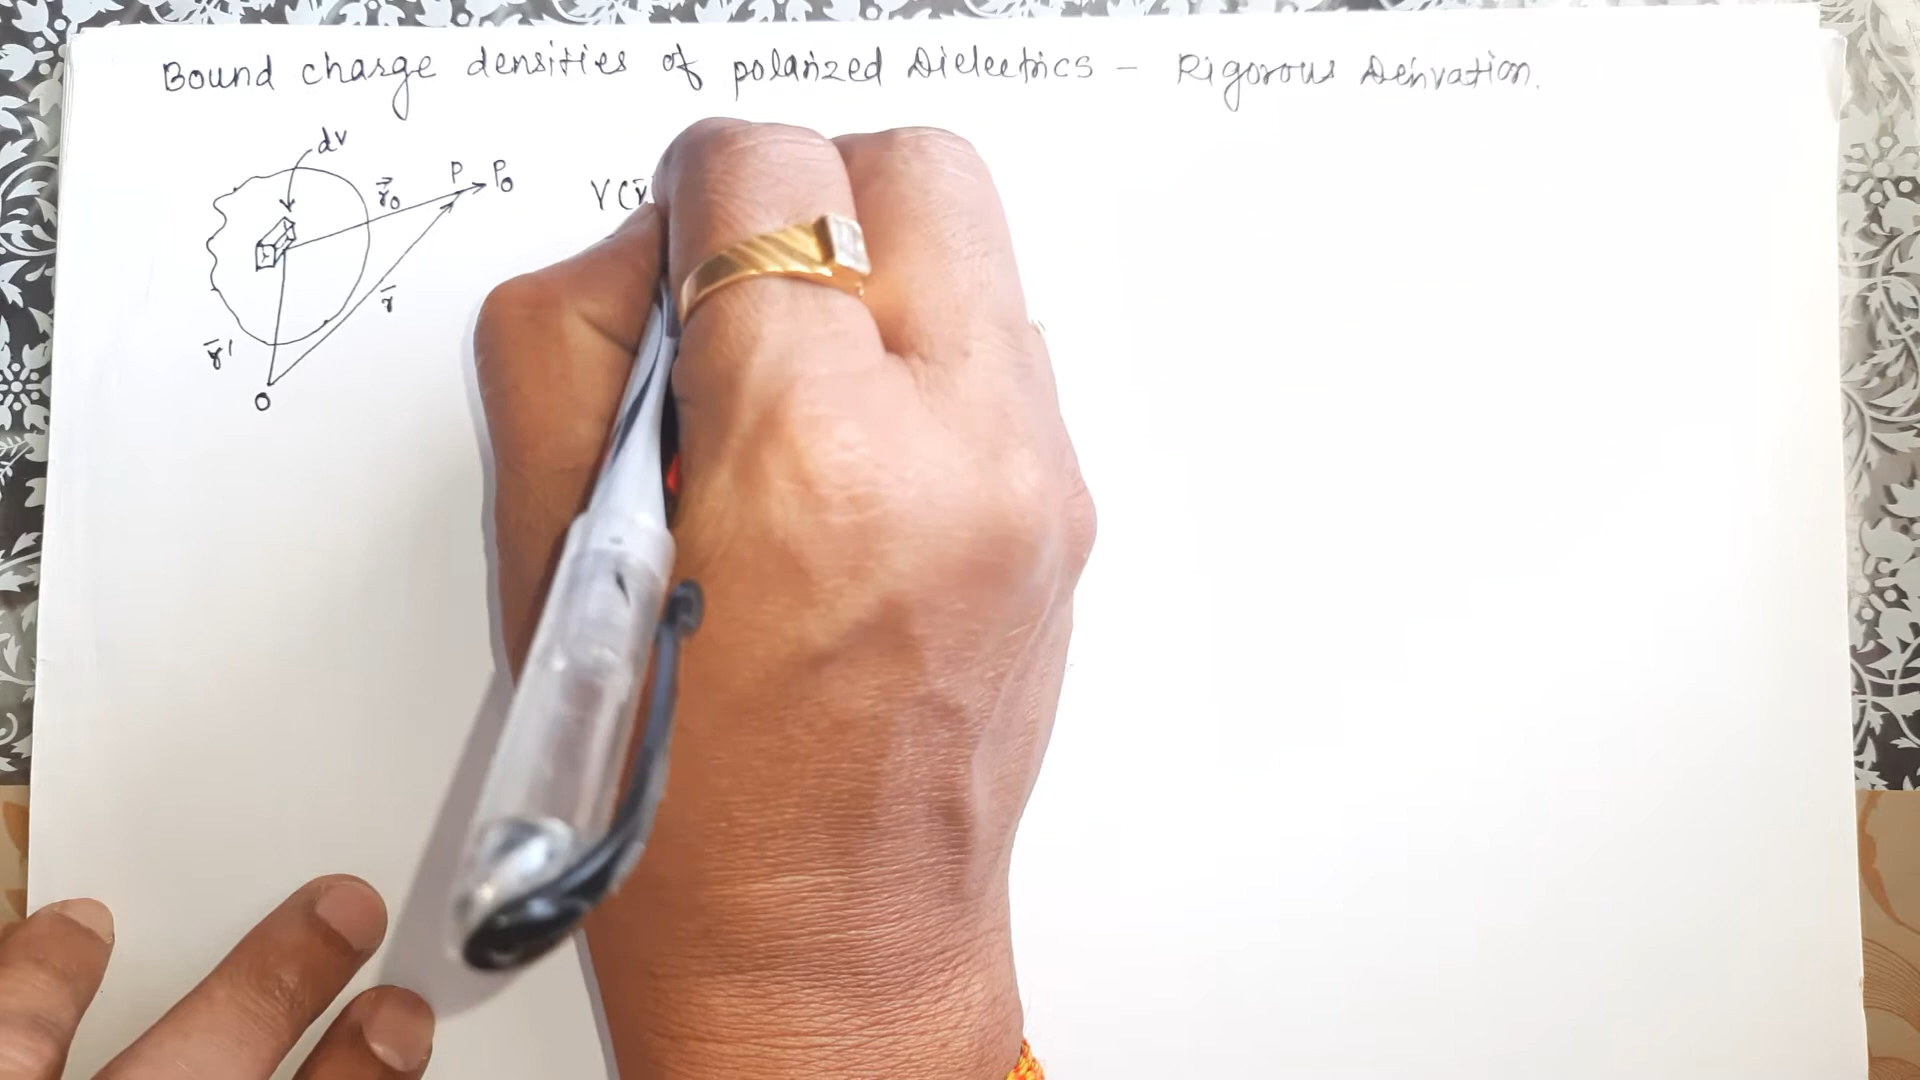 Bound charge densities of polarized Dielectrics - Rigorous Derivation.
dV
P P₀
r⃗₀
V(r̄
r̄
r̄'
O